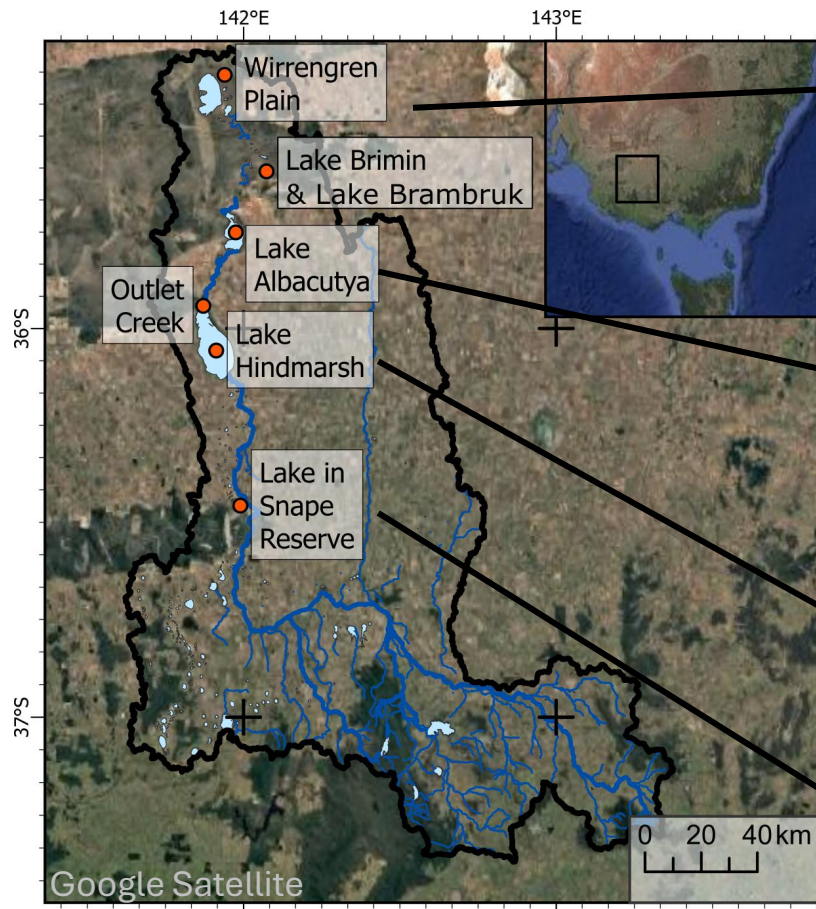 142°E
143°E
Wirrengren
Plain
Lake Brimin
& Lake Brambruk
Lake
Albacutya
Outlet
Creek
36°S
Lake
Hindmarsh
Lake in
Snape
Reserve
37°S
0 20 40 km
Google Satellite